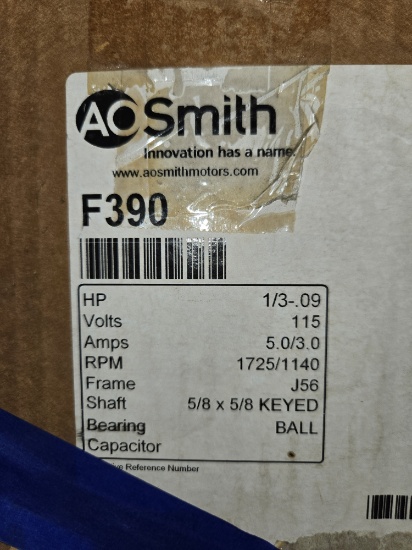 AO Smith
Innovation has a name.
www.aosmithmotors.com
F390
HP 1/3-.09
Volts 115
Amps 5.0/3.0
RPM 1725/1140
Frame J56
Shaft 5/8 x 5/8 KEYED
Bearing BALL
Capacitor
Reference Number